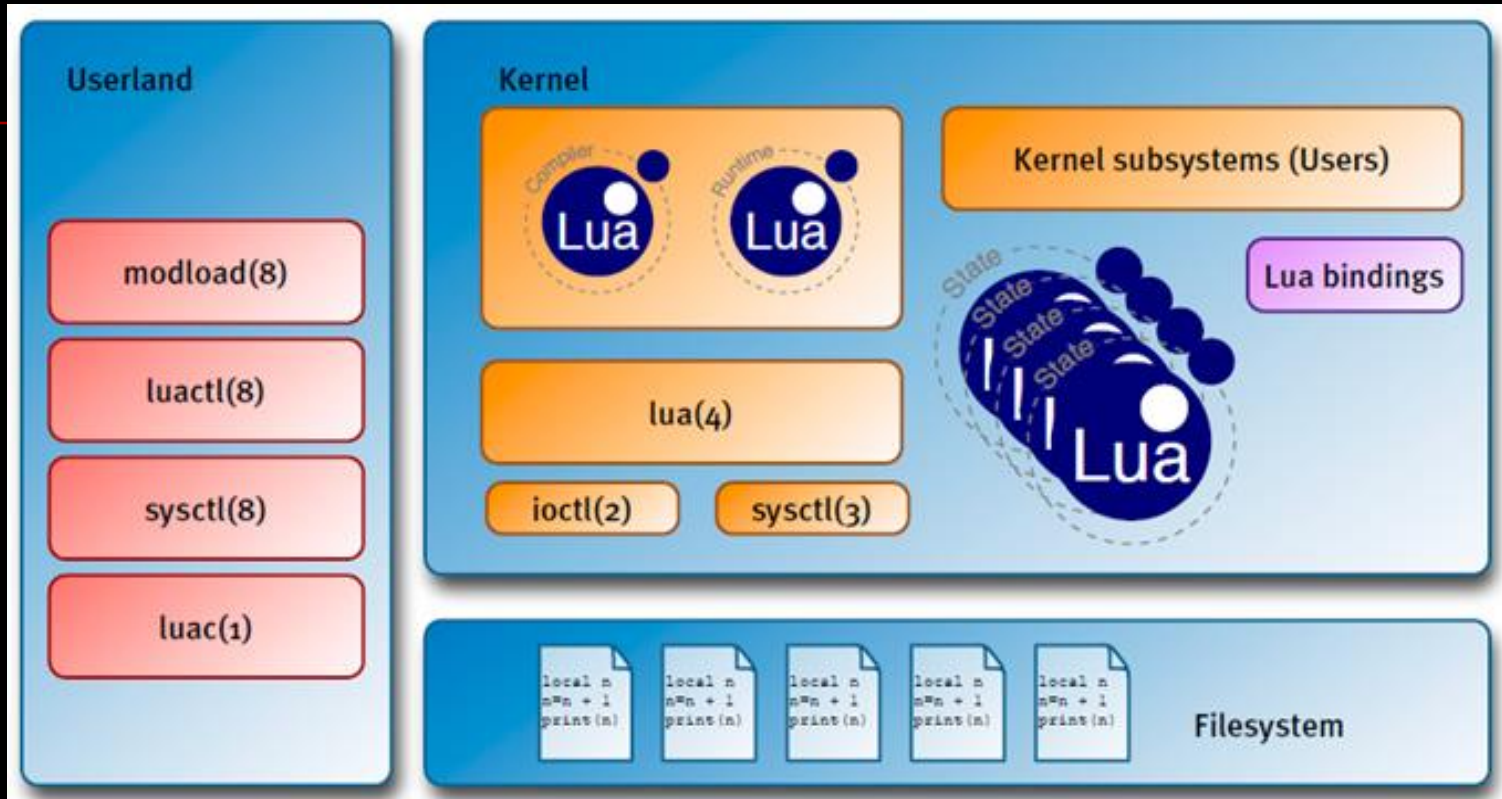 Userland
modload(8)
luactl(8)
sysctl(8)
luac(1)
Kernel
Compiler
Lua
Runtime
Lua
lua(4)
ioctl(2)
sysctl(3)
Kernel subsystems (Users)
Lua bindings
State
State
State
State
Lua
local n
n=n + 1
print(n)
local n
n=n + 1
print(n)
local n
n=n + 1
print(n)
local n
n=n + 1
print(n)
local n
n=n + 1
print(n)
Filesystem